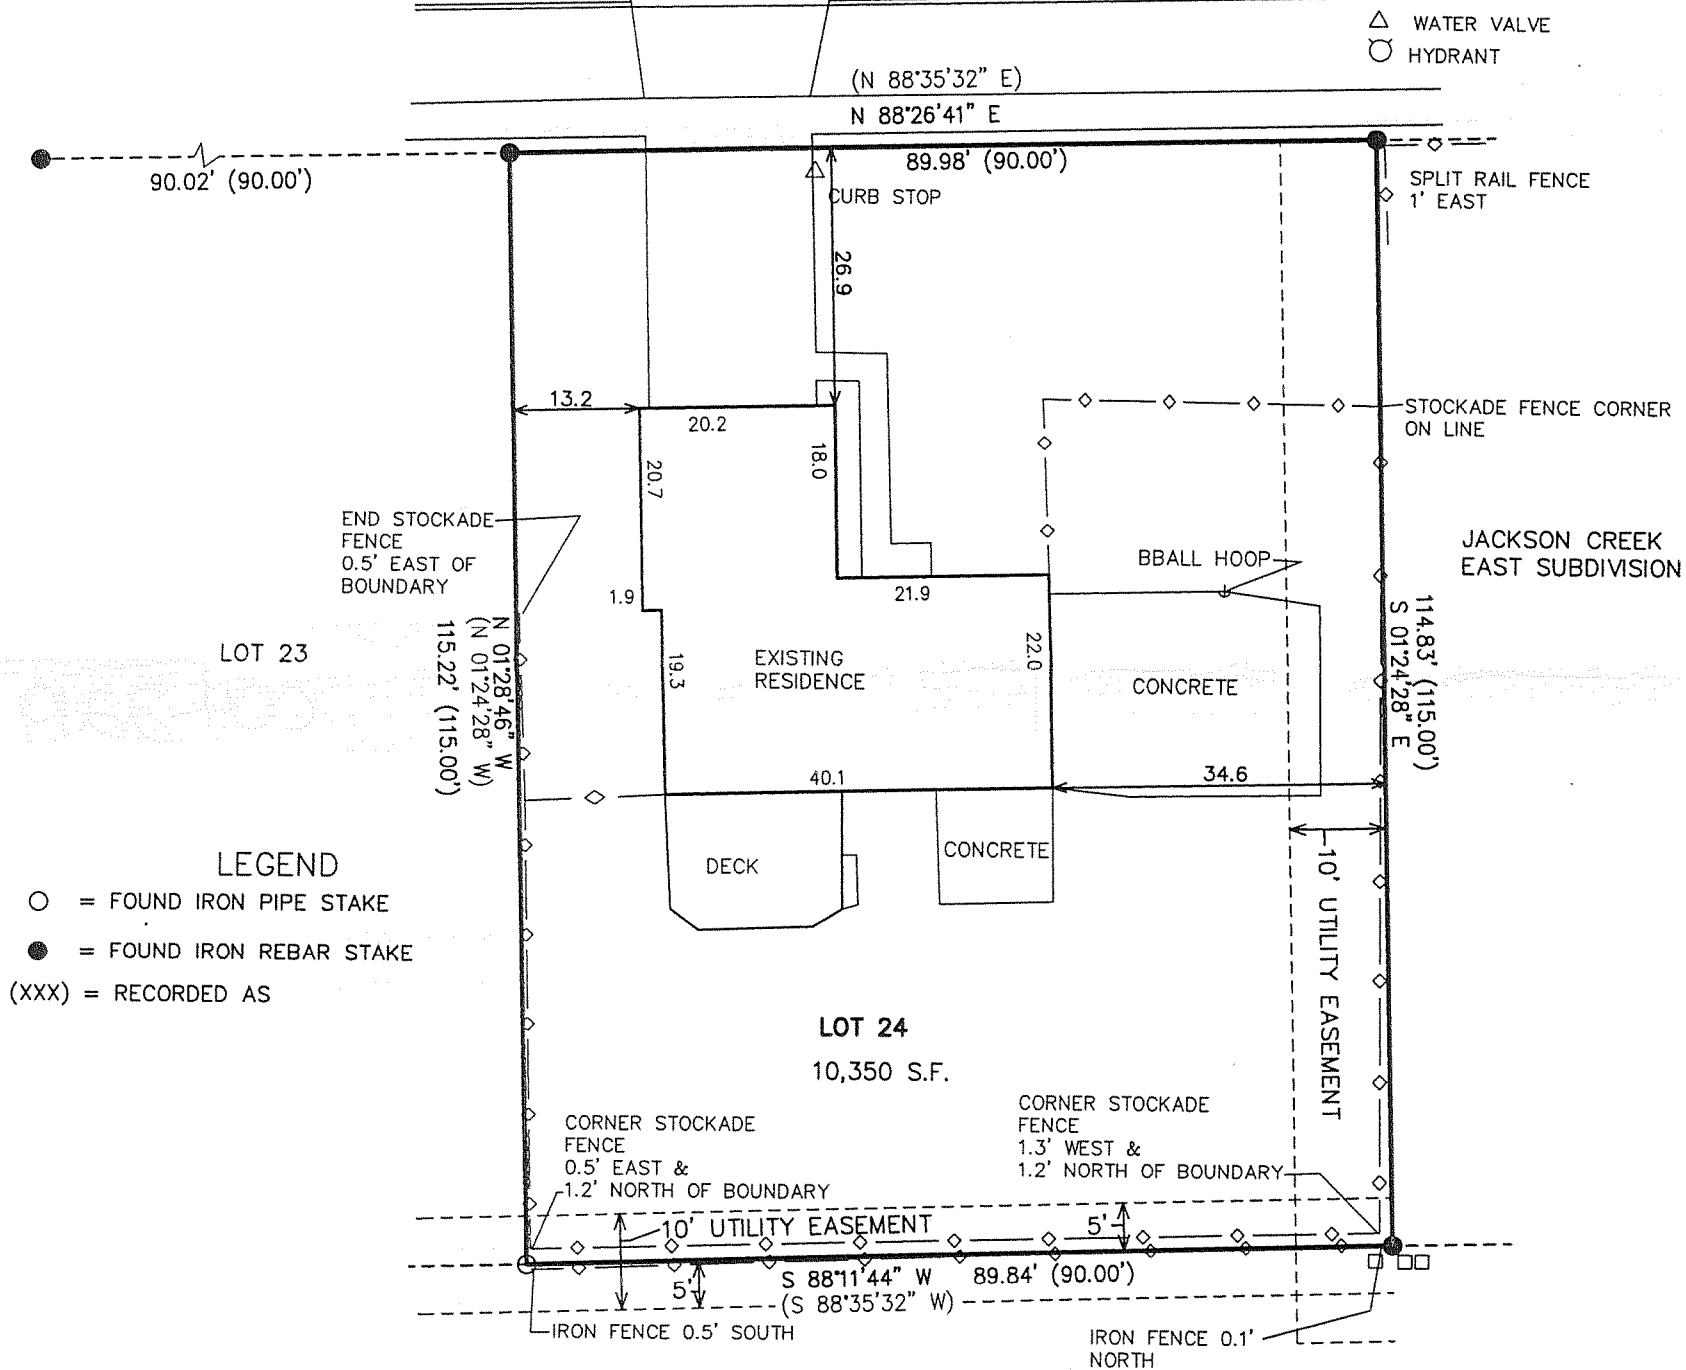 WATER VALVE
HYDRANT
(N 88°35'32" E)
N 88°26'41" E
90.02' (90.00')
89.98' (90.00')
CURB STOP
SPLIT RAIL FENCE
1' EAST
26.9
13.2
20.2
18.0
20.7
STOCKADE FENCE CORNER
ON LINE
END STOCKADE
FENCE
0.5' EAST OF
BOUNDARY
BBALL HOOP
JACKSON CREEK
EAST SUBDIVISION
1.9
21.9
22.0
19.3
LOT 23
N 01°28'46" W
(N 01°24'28" W)
115.22' (115.00')
EXISTING
RESIDENCE
CONCRETE
114.83' (115.00')
S 01°24'28" E
40.1
34.6
DECK
CONCRETE
10' UTILITY EASEMENT
LEGEND
= FOUND IRON PIPE STAKE
= FOUND IRON REBAR STAKE
(XXX) = RECORDED AS
LOT 24
10,350 S.F.
CORNER STOCKADE
FENCE
0.5' EAST &
1.2' NORTH OF BOUNDARY
CORNER STOCKADE
FENCE
1.3' WEST &
1.2' NORTH OF BOUNDARY
10' UTILITY EASEMENT
5'
5'
S 88°11'44" W 89.84' (90.00')
(S 88°35'32" W)
IRON FENCE 0.5' SOUTH
IRON FENCE 0.1'
NORTH